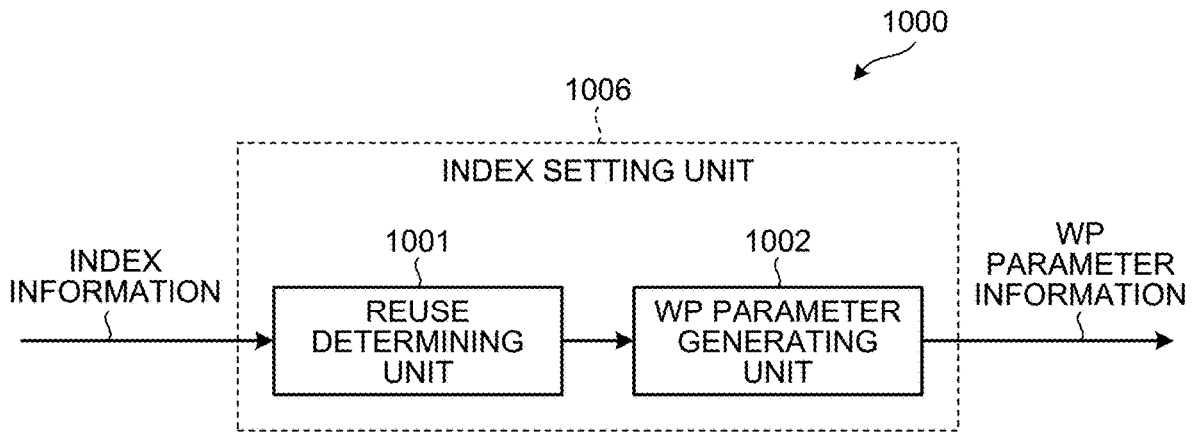 1000
1006
INDEX SETTING UNIT
INDEX
INFORMATION
1001
REUSE
DETERMINING
UNIT
1002
WP PARAMETER
GENERATING
UNIT
WP
PARAMETER
INFORMATION